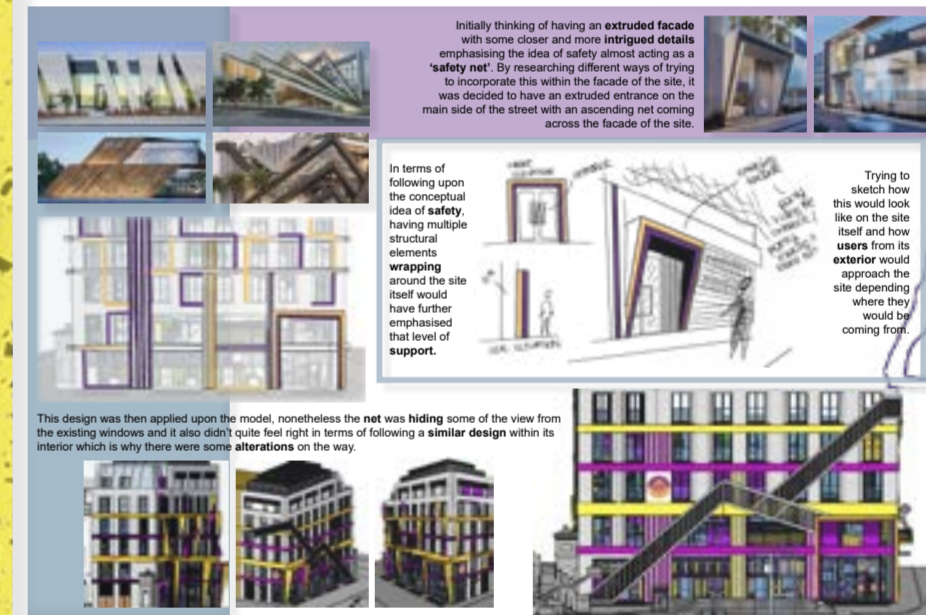 Initially thinking of having an extruded facade
with some closer and more intrigued details
emphasising the idea of safety almost acting as a
'safety net'. By researching different ways of trying
to incorporate this within the facade of the site, it
was decided to have an extruded entrance on the
main side of the street with an ascending net coming
across the facade of the site.
In terms of
following upon
the conceptual
idea of safety,
having multiple
structural
elements
wrapping
around the site
itself would
have further
emphasised
that level of
support.
Trying to
sketch how
this would look
like on the site
itself and how
users from its
exterior would
approach the
site depending
where they
would be
coming from.
This design was then applied upon the model, nonetheless the net was hiding some of the view from
the existing windows and it also didn't quite feel right in terms of following a similar design within its
interior which is why there were some alterations on the way.